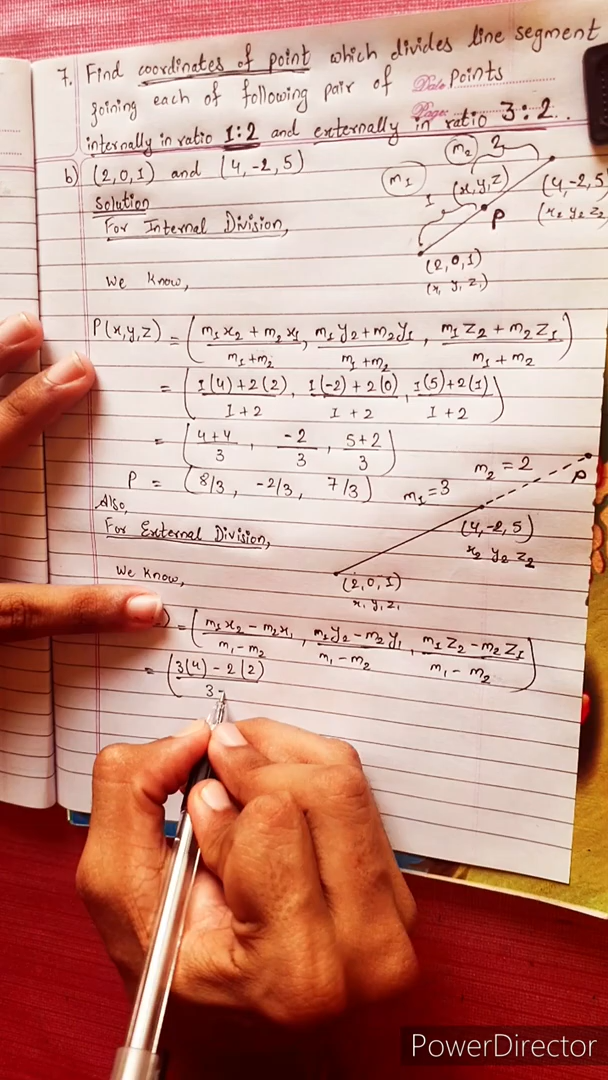 7. Find coordinates of point which divides line segment
joining each of following pair of points
Date
Page:
internally in ratio 1:2 and externally in ratio 3:2.
b) (2,0,1) and (4,-2,5)
m₁
m₂
2
1
(x,y,z)
P
(4,-2,5)
(x₂ y₂ z₂)
(2,0,1)
(x₁ y₁ z₁)
Solution
For Internal Division,
We know,
P(x,y,z) = (m₁x₂+m₂x₁/m₁+m₂, m₁y₂+m₂y₁/m₁+m₂, m₁z₂+m₂z₁/m₁+m₂)
= (1(4)+2(2)/1+2, 1(-2)+2(0)/1+2, 1(5)+2(1)/1+2)
= (4+4/3, -2/3, 5+2/3)
P = (8/3, -2/3, 7/3)
Also,
For External Division,
m₁=3
m₂=2
P
(4,-2,5)
x₂ y₂ z₂
(2,0,1)
x₁ y₁ z₁
We know,
) = (m₁x₂-m₂x₁/m₁-m₂, m₁y₂-m₂y₁/m₁-m₂, m₁z₂-m₂z₁/m₁-m₂)
= (3(4)-2(2)/3-
PowerDirector